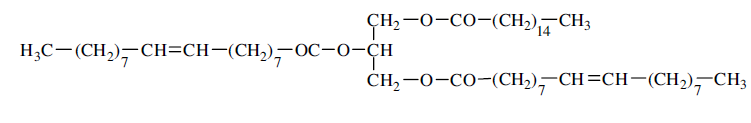 CH₂−O−CO−(CH₂)₁₄−CH₃
H₃C−(CH₂)₇−CH=CH−(CH₂)₇−OC−O−CH
CH₂−O−CO−(CH₂)₇−CH=CH−(CH₂)₇−CH₃